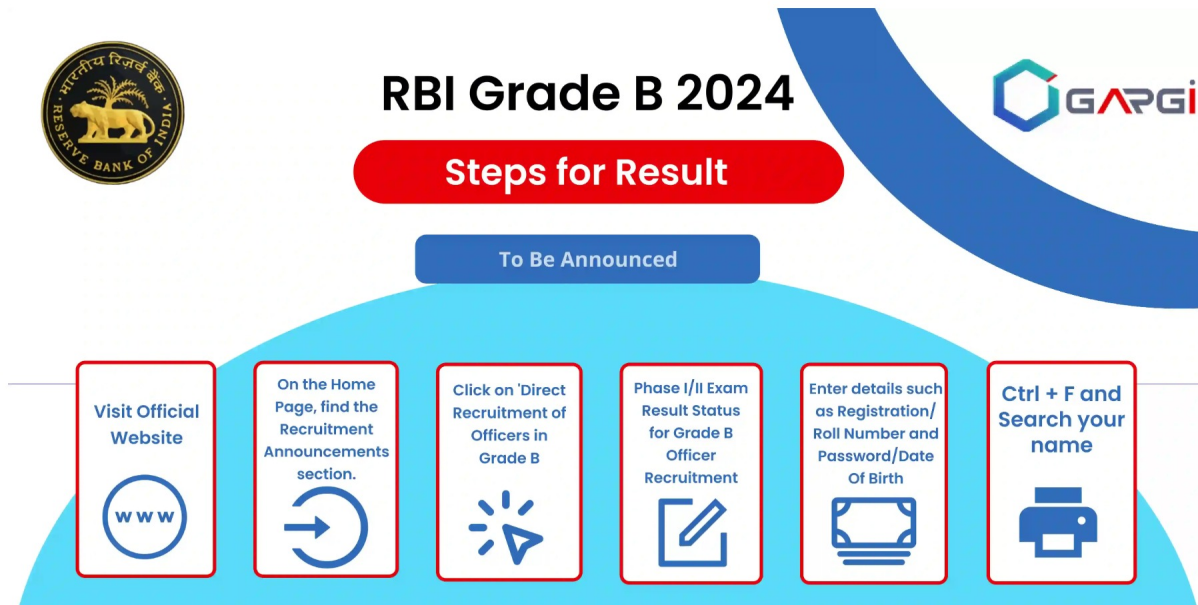 भारतीय रिज़र्व बैंक
RESERVE BANK OF INDIA
RBI Grade B 2024
GARGi
Steps for Result
To Be Announced
Visit Official
Website
www
On the Home
Page, find the
Recruitment
Announcements
section.
Click on 'Direct
Recruitment of
Officers in
Grade B
Phase I/II Exam
Result Status
for Grade B
Officer
Recruitment
Enter details such
as Registration/
Roll Number and
Password/Date
Of Birth
Ctrl + F and
Search your
name